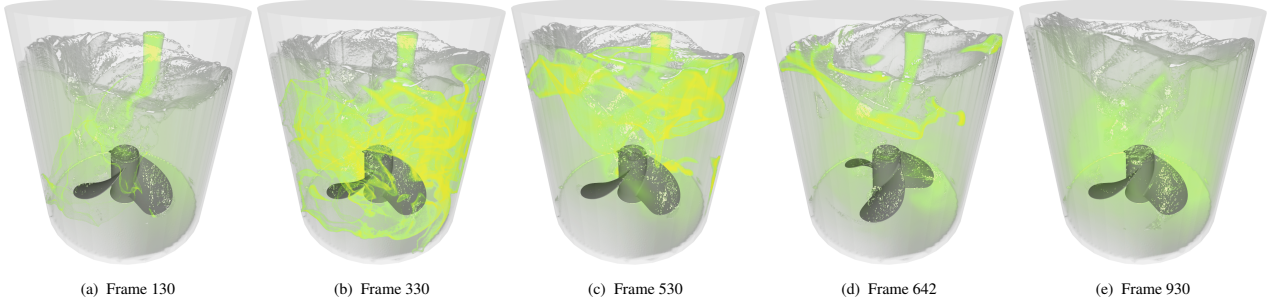 (a) Frame 130
(b) Frame 330
(c) Frame 530
(d) Frame 642
(e) Frame 930